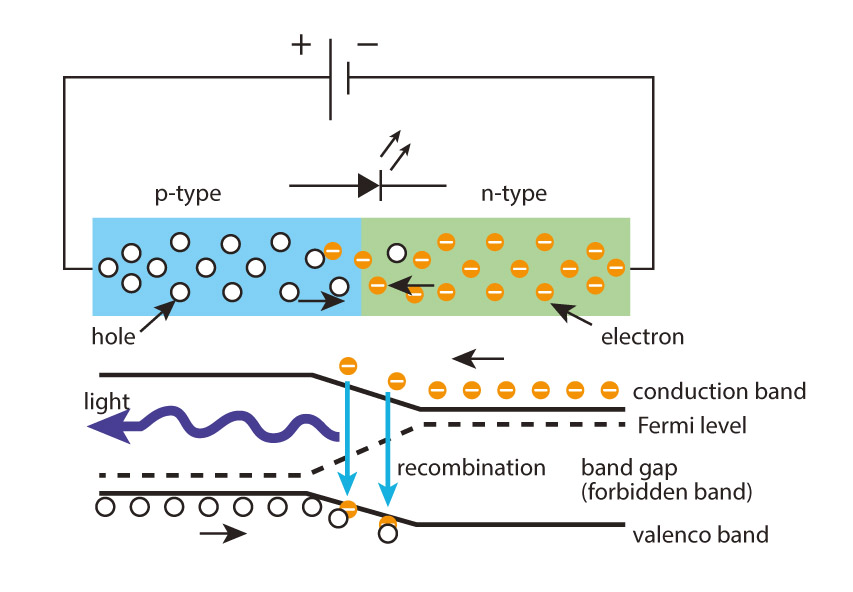 + −
p-type
n-type
hole
electron
light
conduction band
Fermi level
recombination
band gap
(forbidden band)
valenco band